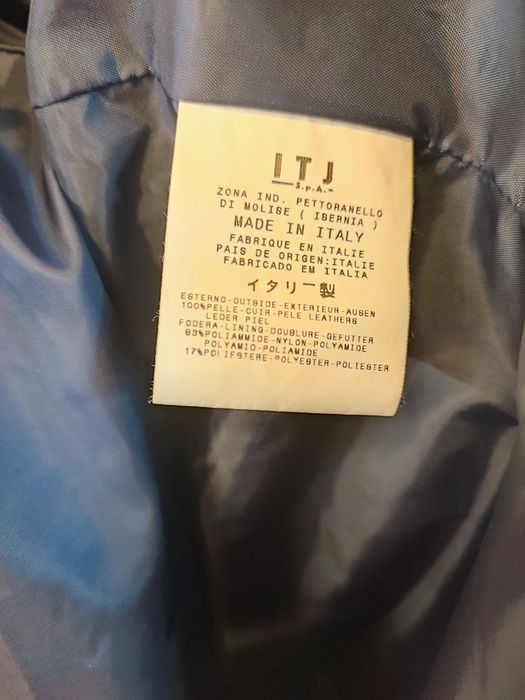 ITJ
S.p.A.
ZONA IND. PETTORANELLO
DI MOLISE ( ISERNIA )
MADE IN ITALY
FABRIQUE EN ITALIE
PAIS DE ORIGEN:ITALIE
FABRICADO EM ITALIA
イタリー製
ESTERNO-OUTSIDE-EXTERIEUR-AUSEN
100%PELLE-CUIR-PELE LEATHERS
LEDER PIEL
FODERA-LINING-DOUBLURE-GEFUTTER
83%POLIAMMIDE-NYLON-POLYAMIDE
POLYAMID-POLIAMIDE
17%POLIESTERE-POLYESTER-POLIESTER